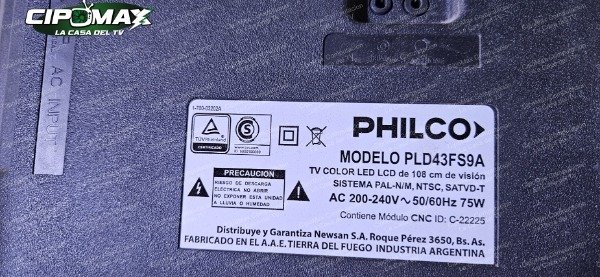 CIPOMAX
LA CASA DEL TV
AC INPUT
PHILCO
MODELO PLD43FS9A
TV COLOR LED LCD de 108 cm de visión
SISTEMA PAL-N/M, NTSC, SATVD-T
AC 200-240V~50/60Hz 75W
Contiene Módulo CNC ID: C-22225
CERTIFICADO
PRECAUCION
RIESGO DE DESCARGA
ELECTRICA NO ABRIR
NO EXPONER EL EQUIPO
A LLUVIA O HUMEDAD
Distribuye y Garantiza Newsan S.A. Roque Pérez 3650, Bs. As.
FABRICADO EN EL A.A.E. TIERRA DEL FUEGO INDUSTRIA ARGENTINA